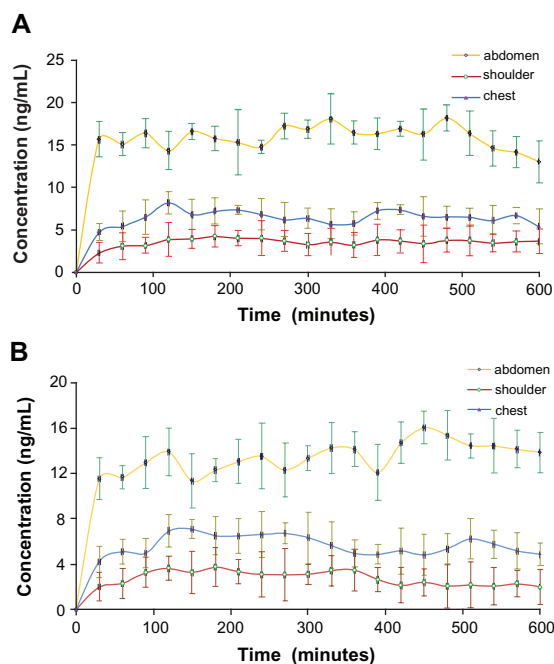 A
25
20
15
10
5
0
Concentration (ng/mL)
abdomen
shoulder
chest
0 100 200 300 400 500 600
Time (minutes)
B
20
16
12
8
4
0
Concentration (ng/mL)
abdomen
shoulder
chest
0 100 200 300 400 500 600
Time (minutes)